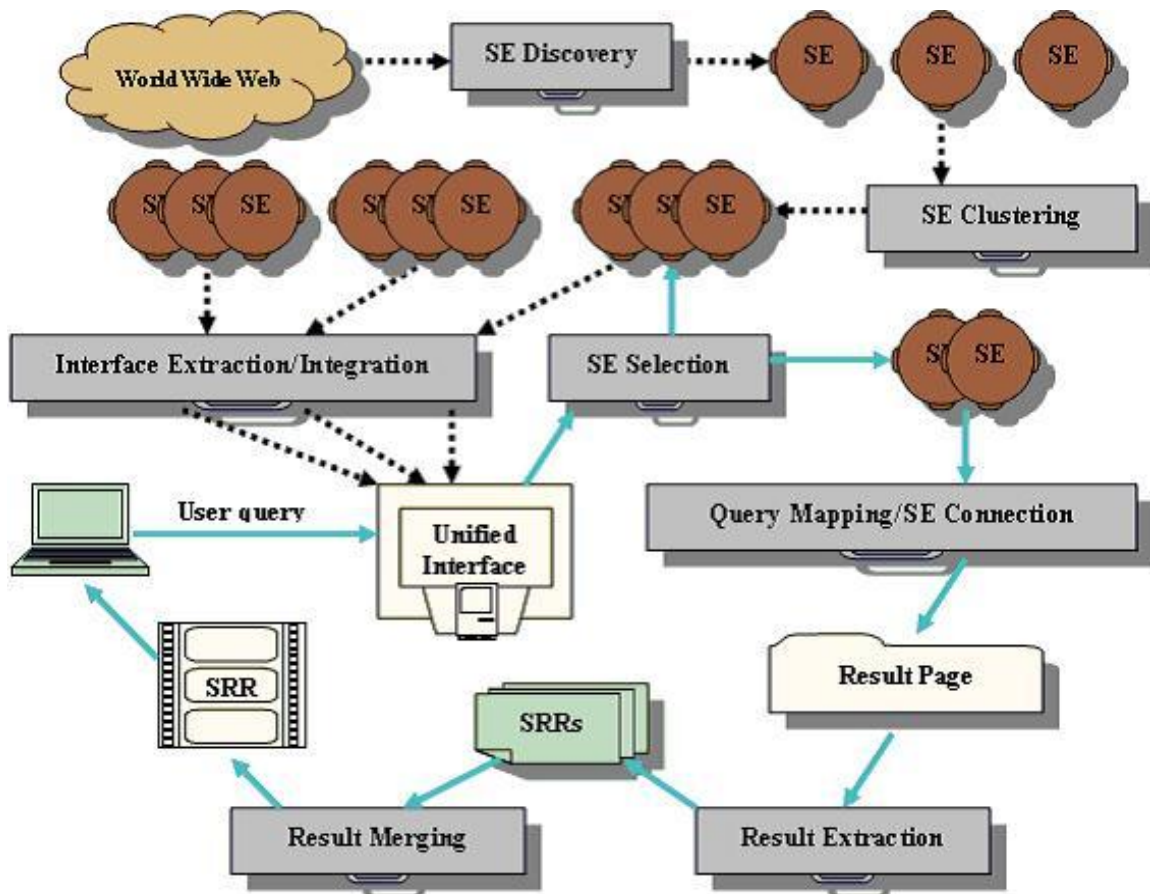 World Wide Web
SE Discovery
SE
SE
SE
SE
SE
SE
SE Clustering
Interface Extraction/Integration
SE Selection
SE
User query
Unified
Interface
Query Mapping/SE Connection
SRR
SRRs
Result Page
Result Merging
Result Extraction